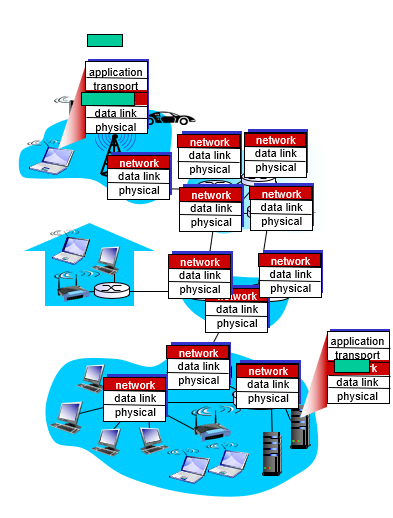 application
transport
data link
physical
network
data link
physical
network
data link
physical
network
data link
physical
network
data link
physical
network
data link
physical
network
data link
physical
network
data link
physical
network
data link
physical
application
transport
data link
physical
network
data link
physical
network
data link
physical
network
data link
physical